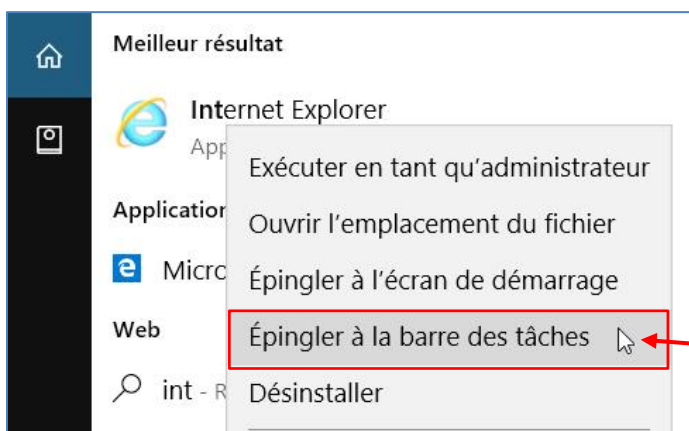 Meilleur résultat
Internet Explorer
App
Exécuter en tant qu'administrateur
Application
Ouvrir l'emplacement du fichier
Micro
Épingler à l'écran de démarrage
Web
Épingler à la barre des tâches
int - R
Désinstaller